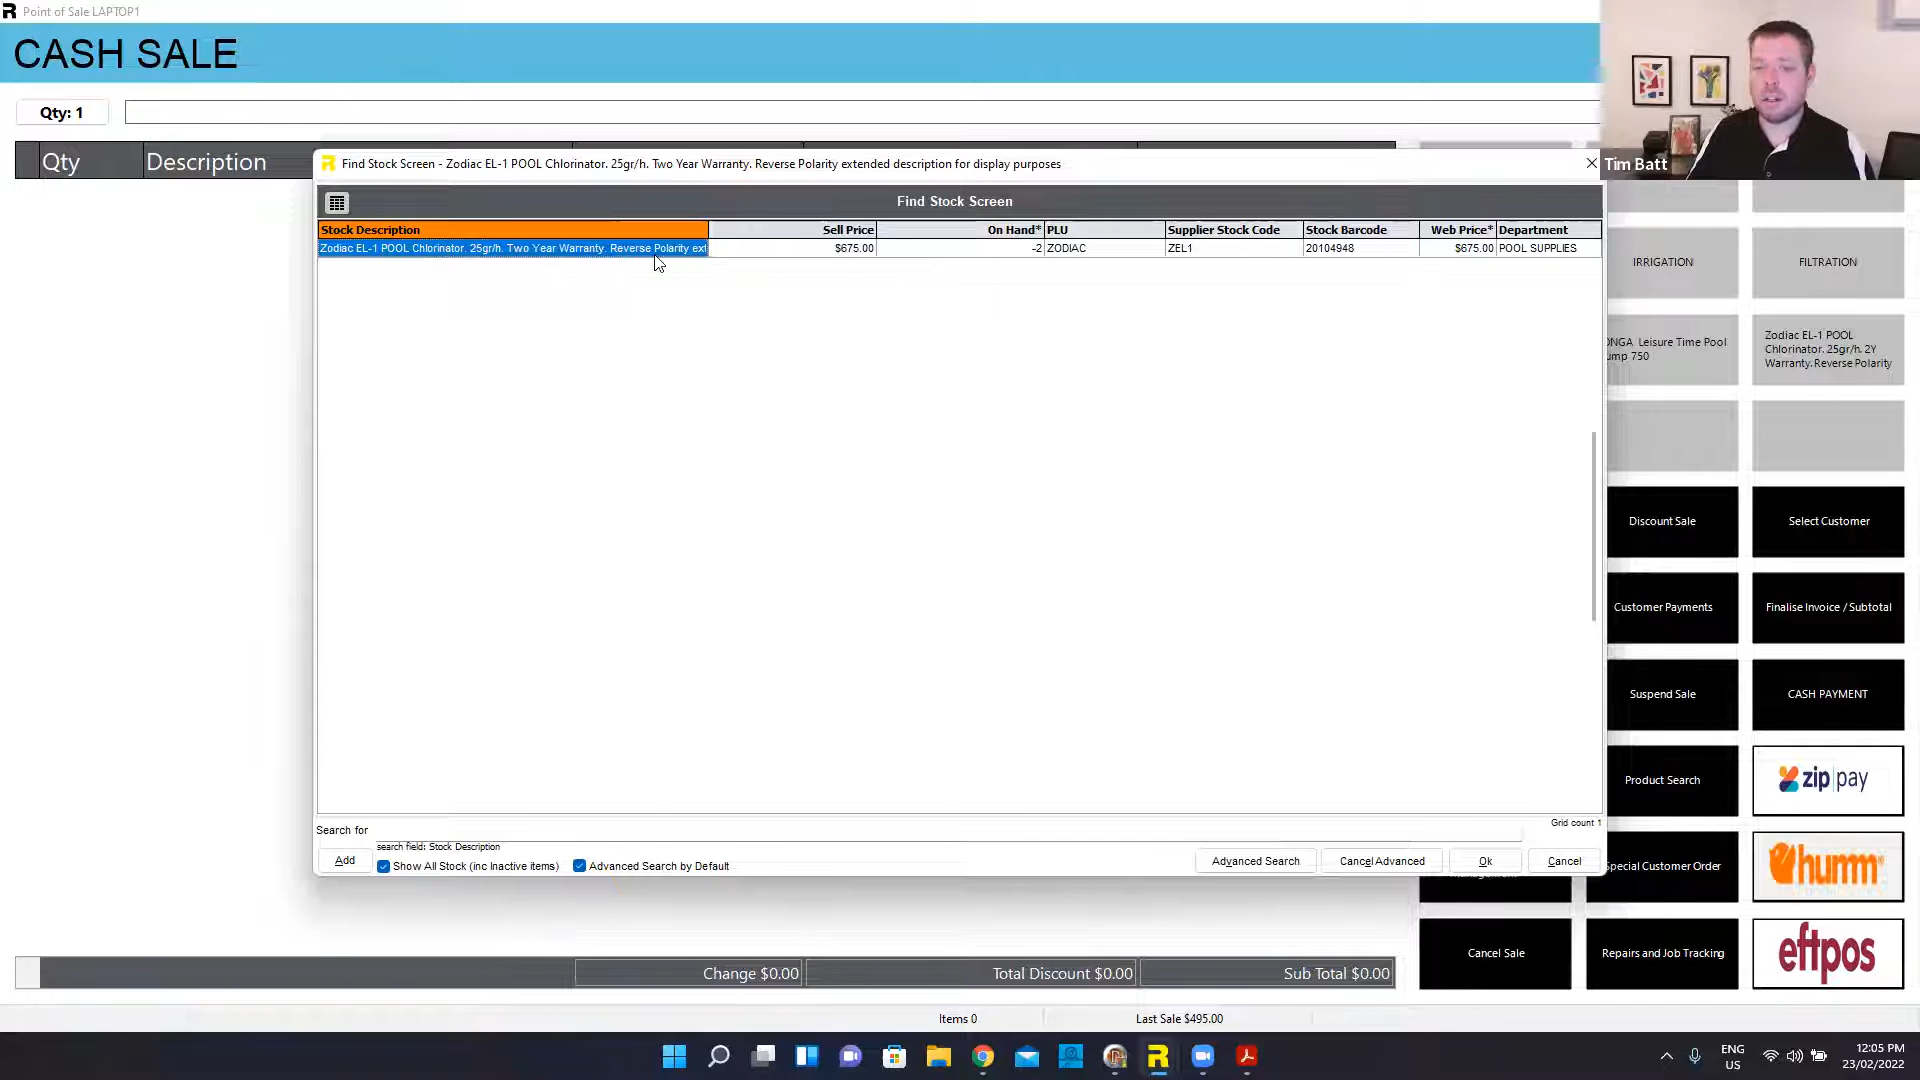 Point of Sale LAPTOP1
CASH SALE
Qty: 1
Qty
Description
Find Stock Screen - Zodiac EL-1 POOL Chlorinator. 25gr/h. Two Year Warranty. Reverse Polarity extended description for display purposes
Tim Batt
Find Stock Screen
Stock Description Sell Price On Hand* PLU Supplier Stock Code Stock Barcode Web Price* Department
Zodiac EL-1 POOL Chlorinator. 25gr/h. Two Year Warranty. Reverse Polarity ext $675.00 -2 ZODIAC ZEL1 20104948 $675.00 POOL SUPPLIES
IRRIGATION
FILTRATION
ONGA Leisure Time Pool
ump 750
Zodiac EL-1 POOL
Chlorinator. 25gr/h. 2Y
Warranty. Reverse Polarity
Discount Sale
Select Customer
Customer Payments
Finalise Invoice / Subtotal
Suspend Sale
CASH PAYMENT
Product Search
zip pay
Grid count 1
Search for
search field: Stock Description
Add
Show All Stock (inc Inactive items)
Advanced Search by Default
Advanced Search
Cancel Advanced
Ok
Cancel
Special Customer Order
humm
Cancel Sale
Repairs and Job Tracking
eftpos
Change $0.00
Total Discount $0.00
Sub Total $0.00
Items 0
Last Sale $495.00
ENG
US
12:05 PM
23/02/2022